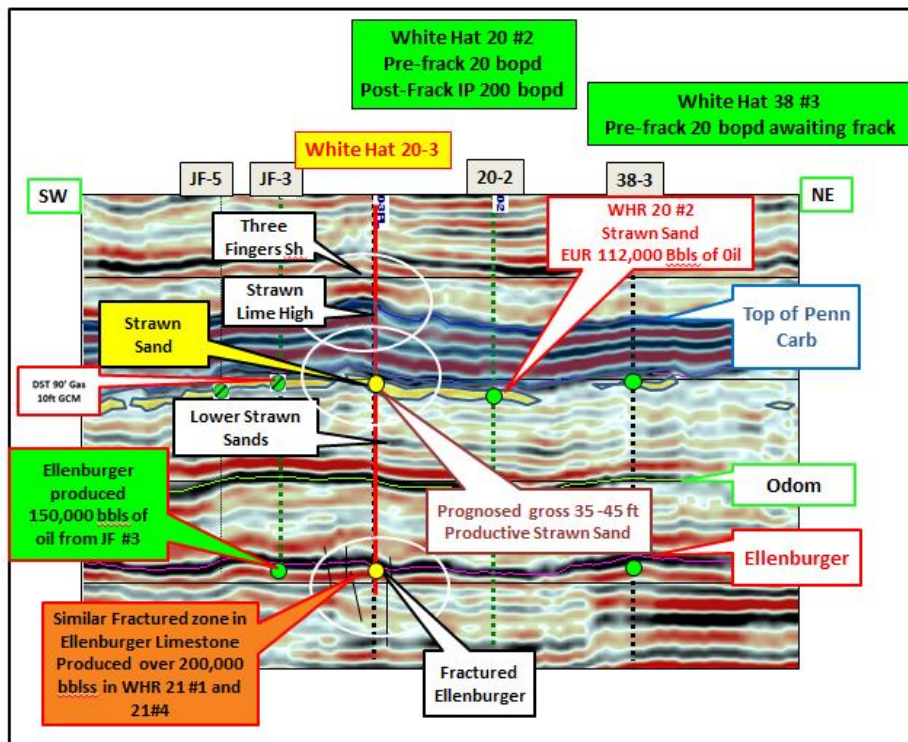 White Hat 20 #2
Pre-frack 20 bopd
Post-Frack IP 200 bopd
White Hat 38 #3
Pre-frack 20 bopd awaiting frack
White Hat 20-3
JF-5
JF-3
20-2
38-3
SW
NE
Three
Fingers Sh
WHR 20 #2
Strawn Sand
EUR 112,000 Bbls of Oil
Strawn
Lime High
Strawn
Sand
Top of Penn
Carb
DST 90' Gas
10ft GCM
Lower Strawn
Sands
Ellenburger
produced
150,000 bbls of
oil from JF #3
Odom
Prognosed gross 35 -45 ft
Productive Strawn Sand
Ellenburger
Similar Fractured zone in
Ellenburger Limestone
Produced over 200,000
bblss in WHR 21 #1 and
21#4
Fractured
Ellenburger